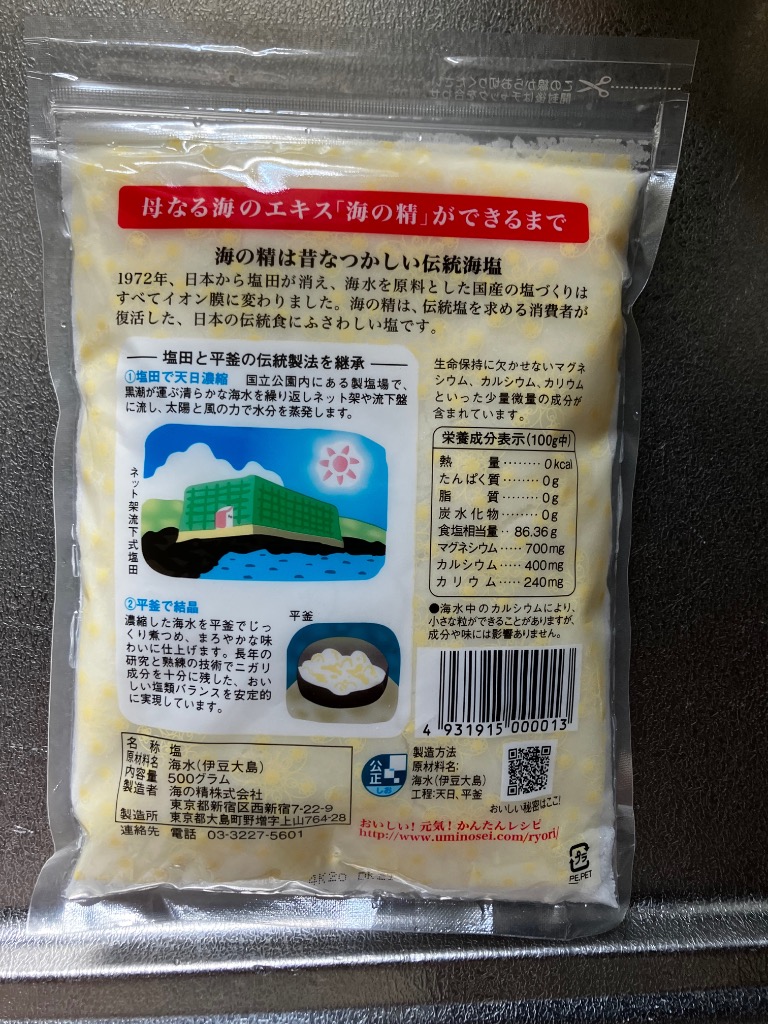 この線からお切りください
母なる海のエキス「海の精」ができるまで
海の精は昔なつかしい伝統海塩
1972年、日本から塩田が消え、海水を原料とした国産の塩づくりは
すべてイオン膜に変わりました。海の精は、伝統塩を求める消費者が
復活した、日本の伝統食にふさわしい塩です。
塩田と平釜の伝統製法を継承
①塩田で天日濃縮 国立公園内にある製塩場で、
黒潮が運ぶ清らかな海水を繰り返しネット架や流下盤
に流し、太陽と風の力で水分を蒸発します。
ネット架流下式塩田
②平釜で結晶
濃縮した海水を平釜でじっ
くり煮つめ、まろやかな味
わいに仕上げます。長年の
研究と熟練の技術でニガリ
成分を十分に残した、おい
しい塩類バランスを安定的
に実現しています。
平釜
生命保持に欠かせないマグネ
シウム、カルシウム、カリウム
といった少量微量の成分が
含まれています。
栄養成分表示(100g中)
熱量········0kcal
たんぱく質·····0g
脂質········0g
炭水化物······0g
食塩相当量··86.36g
マグネシウム·····700mg
カルシウム·····400mg
カリウム·····240mg
●海水中のカルシウムにより、
小さな粒ができることがありますが、
成分や味には影響ありません。
4 931915 000013
名称 塩
原材料名 海水(伊豆大島)
内容量 500グラム
製造者 海の精株式会社
東京都新宿区西新宿7-22-9
製造所 東京都大島町野増字上山764-28
連絡先 電話 03-3227-5601
公正
しお
製造方法
原材料名:
海水(伊豆大島)
工程:天日、平釜
おいしい秘密はここ!
おいしい!元気!かんたんレシピ
http://www.uminosei.com/ryori/
プラ
PE,PET